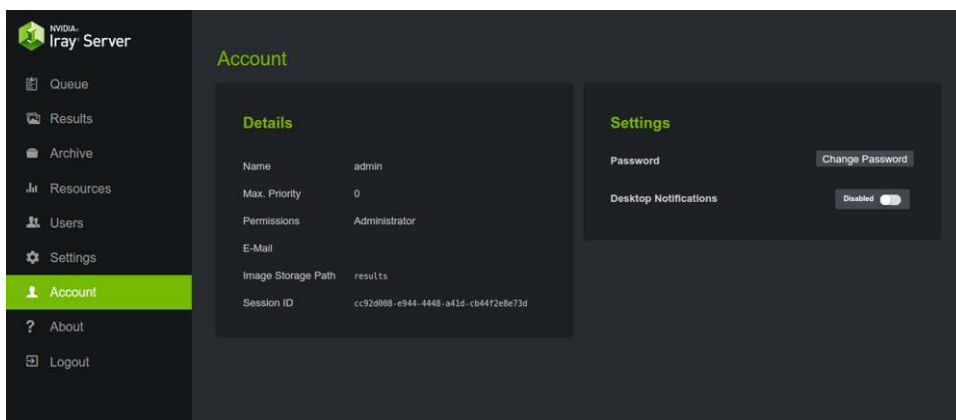 NVIDIA.
Iray Server
Queue
Results
Archive
Resources
Users
Settings
Account
About
Logout
Account
Details
Name admin
Max. Priority 0
Permissions Administrator
E-Mail
Image Storage Path results
Session ID cc92d008-e944-4448-a41d-cb44f2e8e73d
Settings
Password Change Password
Desktop Notifications Disabled